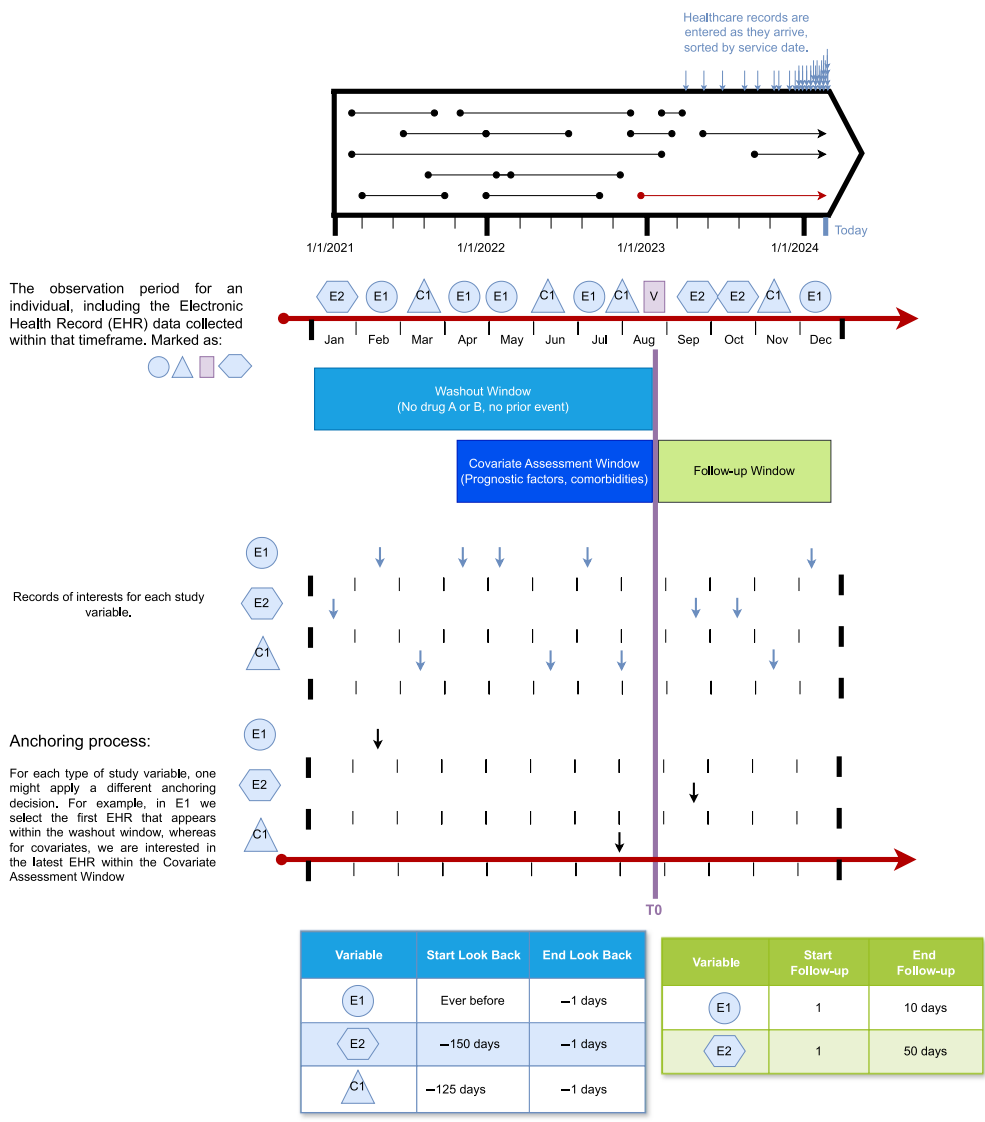 Healthcare records are
entered as they arrive,
sorted by service date.
Today
1/1/2021
1/1/2022
1/1/2023
1/1/2024
The observation period for an
individual, including the Electronic
Health Record (EHR) data collected
within that timeframe. Marked as:
E2 E1 C1 E1 E1 C1 E1 C1 V E2 E2 C1 E1
Jan Feb Mar Apr May Jun Jul Aug Sep Oct Nov Dec
Washout Window
(No drug A or B, no prior event)
Covariate Assessment Window
(Prognostic factors, comorbidities)
Follow-up Window
E1
Records of interests for each study
variable.
E2
C1
Anchoring process:
E1
For each type of study variable, one
might apply a different anchoring
decision. For example, in E1 we
select the first EHR that appears
within the washout window, whereas
for covariates, we are interested in
the latest EHR within the Covariate
Assessment Window
E2
C1
T0
Variable Start Look Back End Look Back
E1 Ever before –1 days
E2 –150 days –1 days
C1 –125 days –1 days
Variable
Start
Follow-up
End
Follow-up
E1 1 10 days
E2 1 50 days